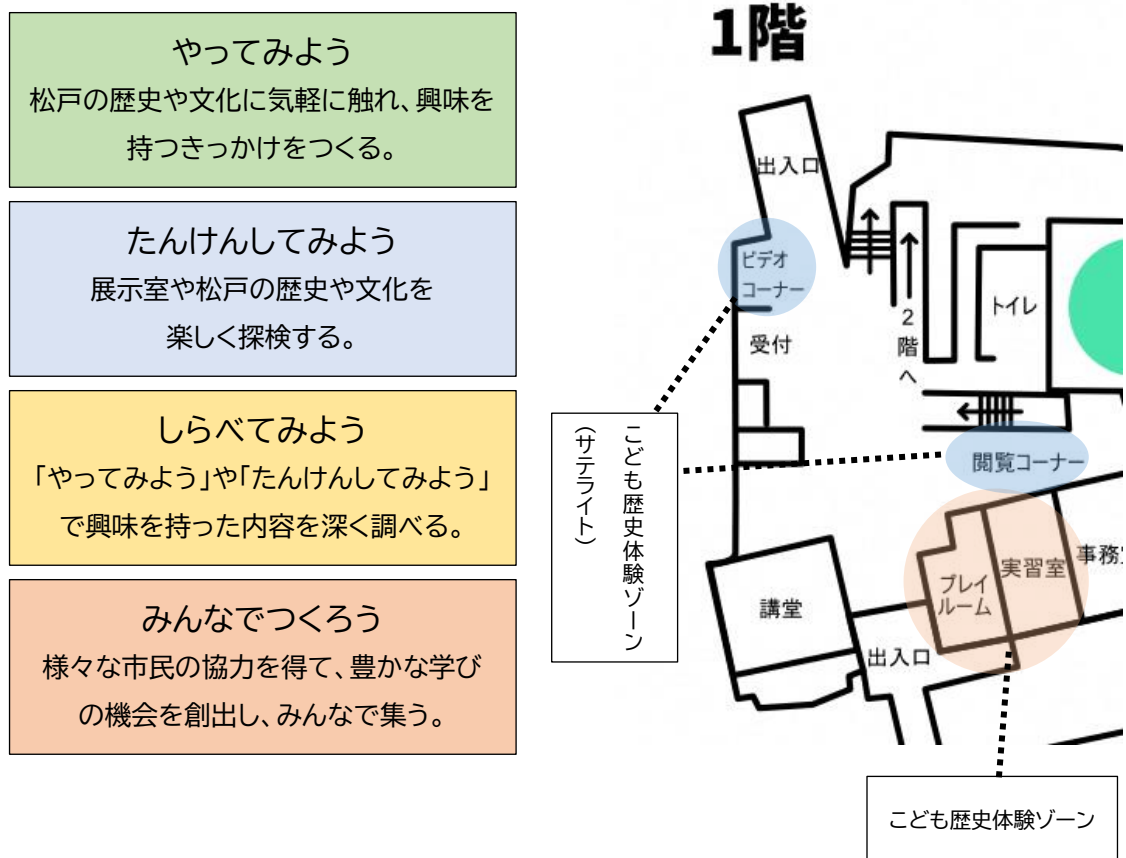 やってみよう
松戸の歴史や文化に気軽に触れ、興味を
持つきっかけをつくる。
たんけんしてみよう
展示室や松戸の歴史や文化を
楽しく探検する。
しらべてみよう
「やってみよう」や「たんけんしてみよう」
で興味を持った内容を深く調べる。
みんなでつくろう
様々な市民の協力を得て、豊かな学び
の機会を創出し、みんなで集う。
1階
出入口
ビデオ
コーナー
受付
2階へ
トイレ
閲覧コーナー
こども歴史体験ゾーン
（サテライト）
プレイ
ルーム
実習室
事務
講堂
出入口
こども歴史体験ゾーン